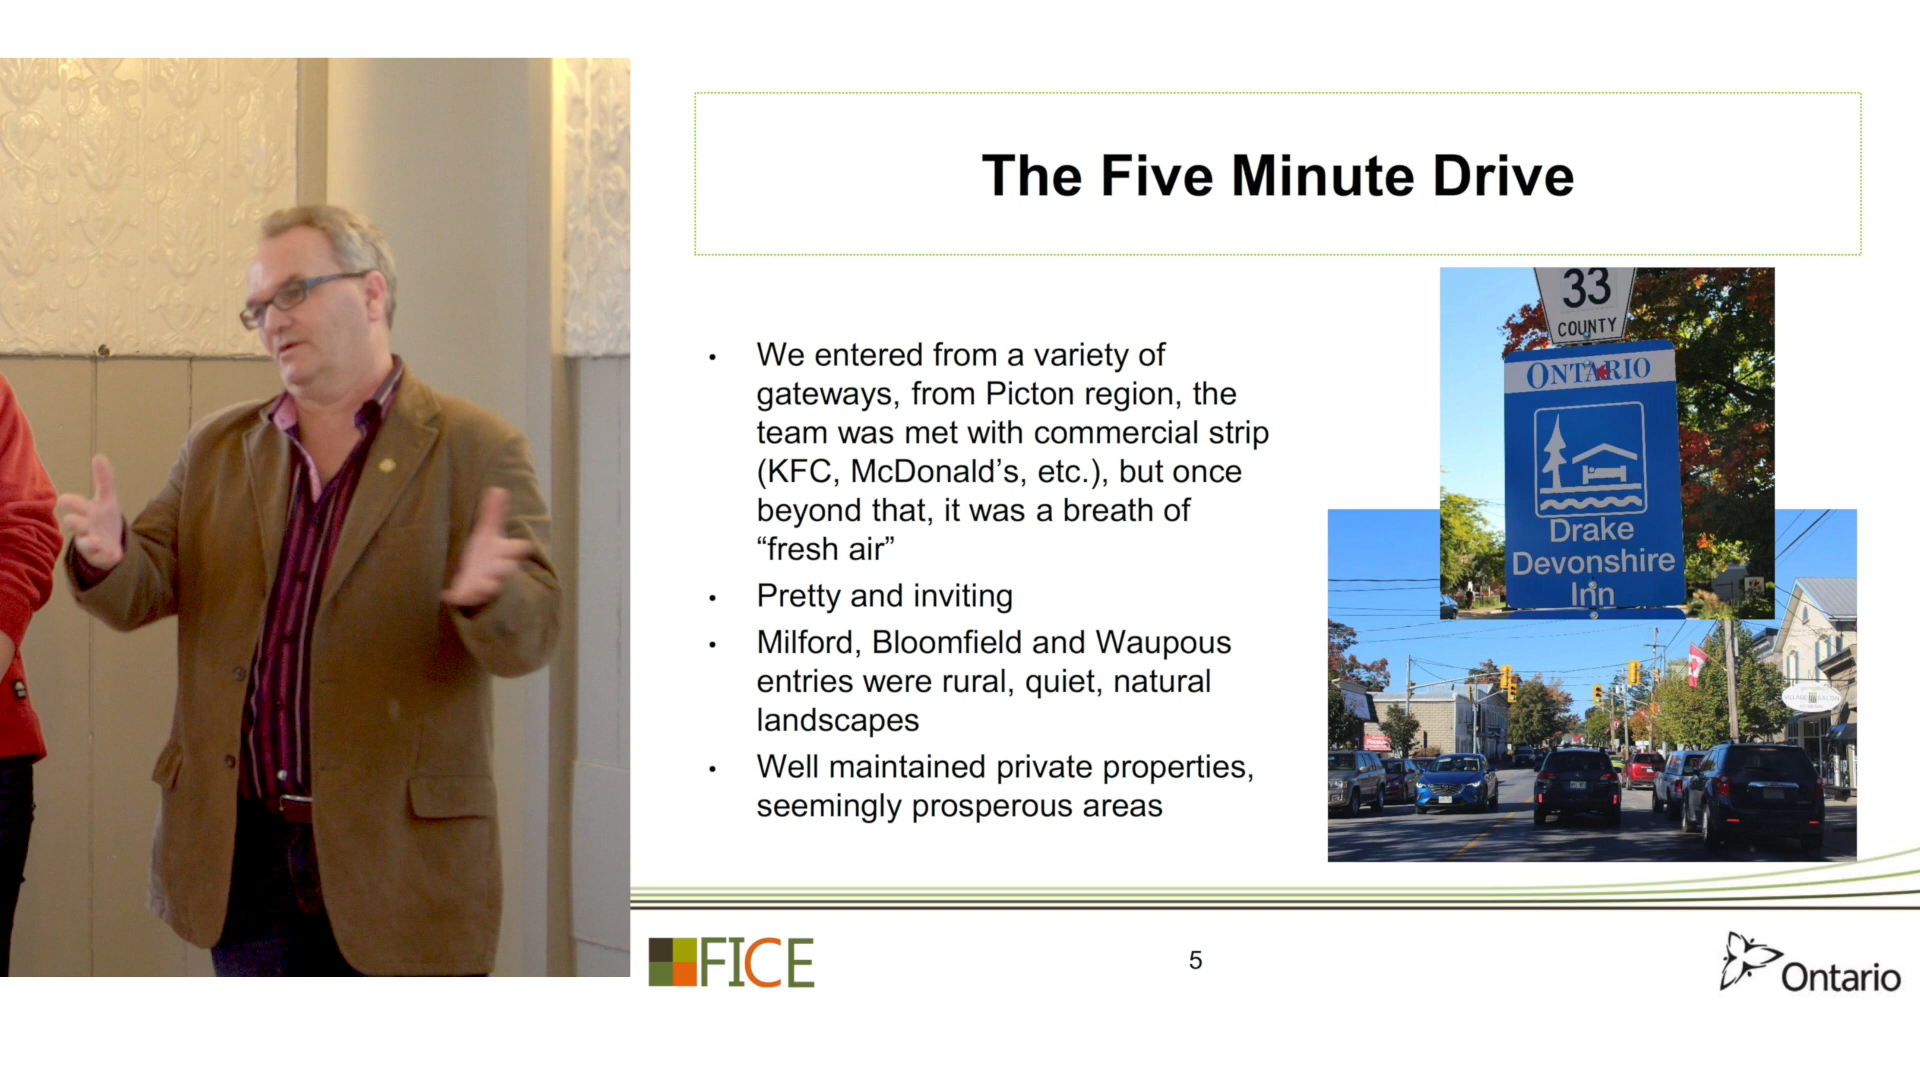 The Five Minute Drive
• We entered from a variety of
gateways, from Picton region, the
team was met with commercial strip
(KFC, McDonald’s, etc.), but once
beyond that, it was a breath of
“fresh air”
• Pretty and inviting
• Milford, Bloomfield and Waupous
entries were rural, quiet, natural
landscapes
• Well maintained private properties,
seemingly prosperous areas
33
COUNTY
ONTARIO
Drake
Devonshire
Inn
VILLAGE SALON
FICE
5
Ontario